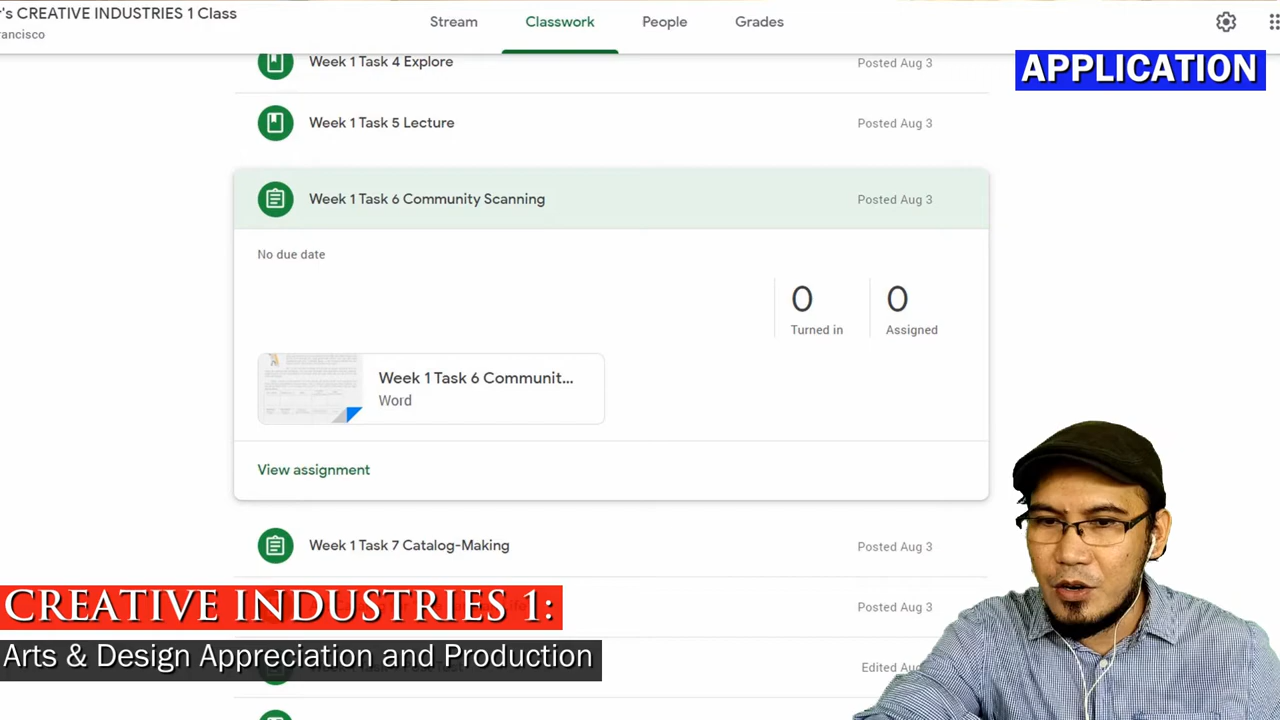 r's CREATIVE INDUSTRIES 1 Class
rancisco
Stream
Classwork
People
Grades
APPLICATION
Week 1 Task 4 Explore
Posted Aug 3
Week 1 Task 5 Lecture
Posted Aug 3
Week 1 Task 6 Community Scanning
Posted Aug 3
No due date
0
Turned in
0
Assigned
Week 1 Task 6 Communit...
Word
View assignment
Week 1 Task 7 Catalog-Making
Posted Aug 3
CREATIVE INDUSTRIES 1:
Posted Aug 3
Arts & Design Appreciation and Production
Edited Aug